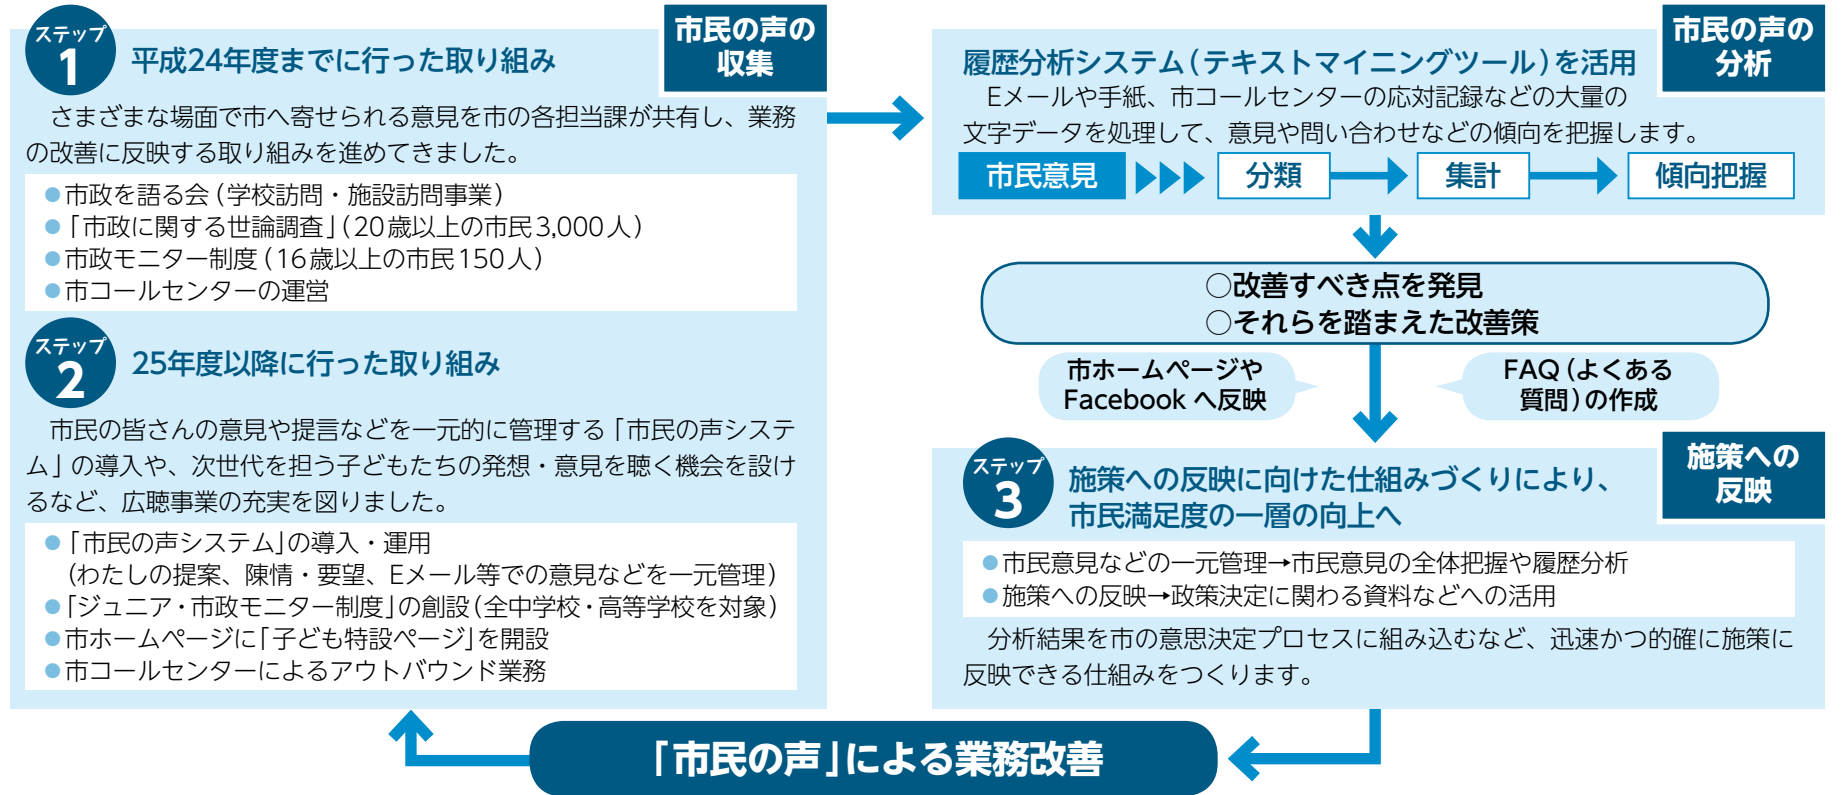 ステップ
1
平成24年度までに行った取り組み
市民の声の
収集
さまざまな場面で市へ寄せられる意見を市の各担当課が共有し、業務
の改善に反映する取り組みを進めてきました。
●市政を語る会(学校訪問・施設訪問事業)
●「市政に関する世論調査」(20歳以上の市民3,000人)
●市政モニター制度(16歳以上の市民150人)
●市コールセンターの運営
ステップ
2
25年度以降に行った取り組み
市民の皆さんの意見や提言などを一元的に管理する「市民の声システ
ム」の導入や、次世代を担う子どもたちの発想・意見を聴く機会を設け
るなど、広聴事業の充実を図りました。
●「市民の声システム」の導入・運用
(わたしの提案、陳情・要望、Eメール等での意見などを一元管理)
●「ジュニア・市政モニター制度」の創設(全中学校・高等学校を対象)
●市ホームページに「子ども特設ページ」を開設
●市コールセンターによるアウトバウンド業務
市民の声の
分析
履歴分析システム(テキストマイニングツール)を活用
Eメールや手紙、市コールセンターの応対記録などの大量の
文字データを処理して、意見や問い合わせなどの傾向を把握します。
市民意見 分類 集計 傾向把握
○改善すべき点を発見
○それらを踏まえた改善策
市ホームページや
Facebook へ反映
FAQ(よくある
質問)の作成
ステップ
3
施策への反映に向けた仕組みづくりにより、
市民満足度の一層の向上へ
施策への
反映
●市民意見などの一元管理→市民意見の全体把握や履歴分析
●施策への反映→政策決定に関わる資料などへの活用
分析結果を市の意思決定プロセスに組み込むなど、迅速かつ的確に施策に
反映できる仕組みをつくります。
「市民の声」による業務改善